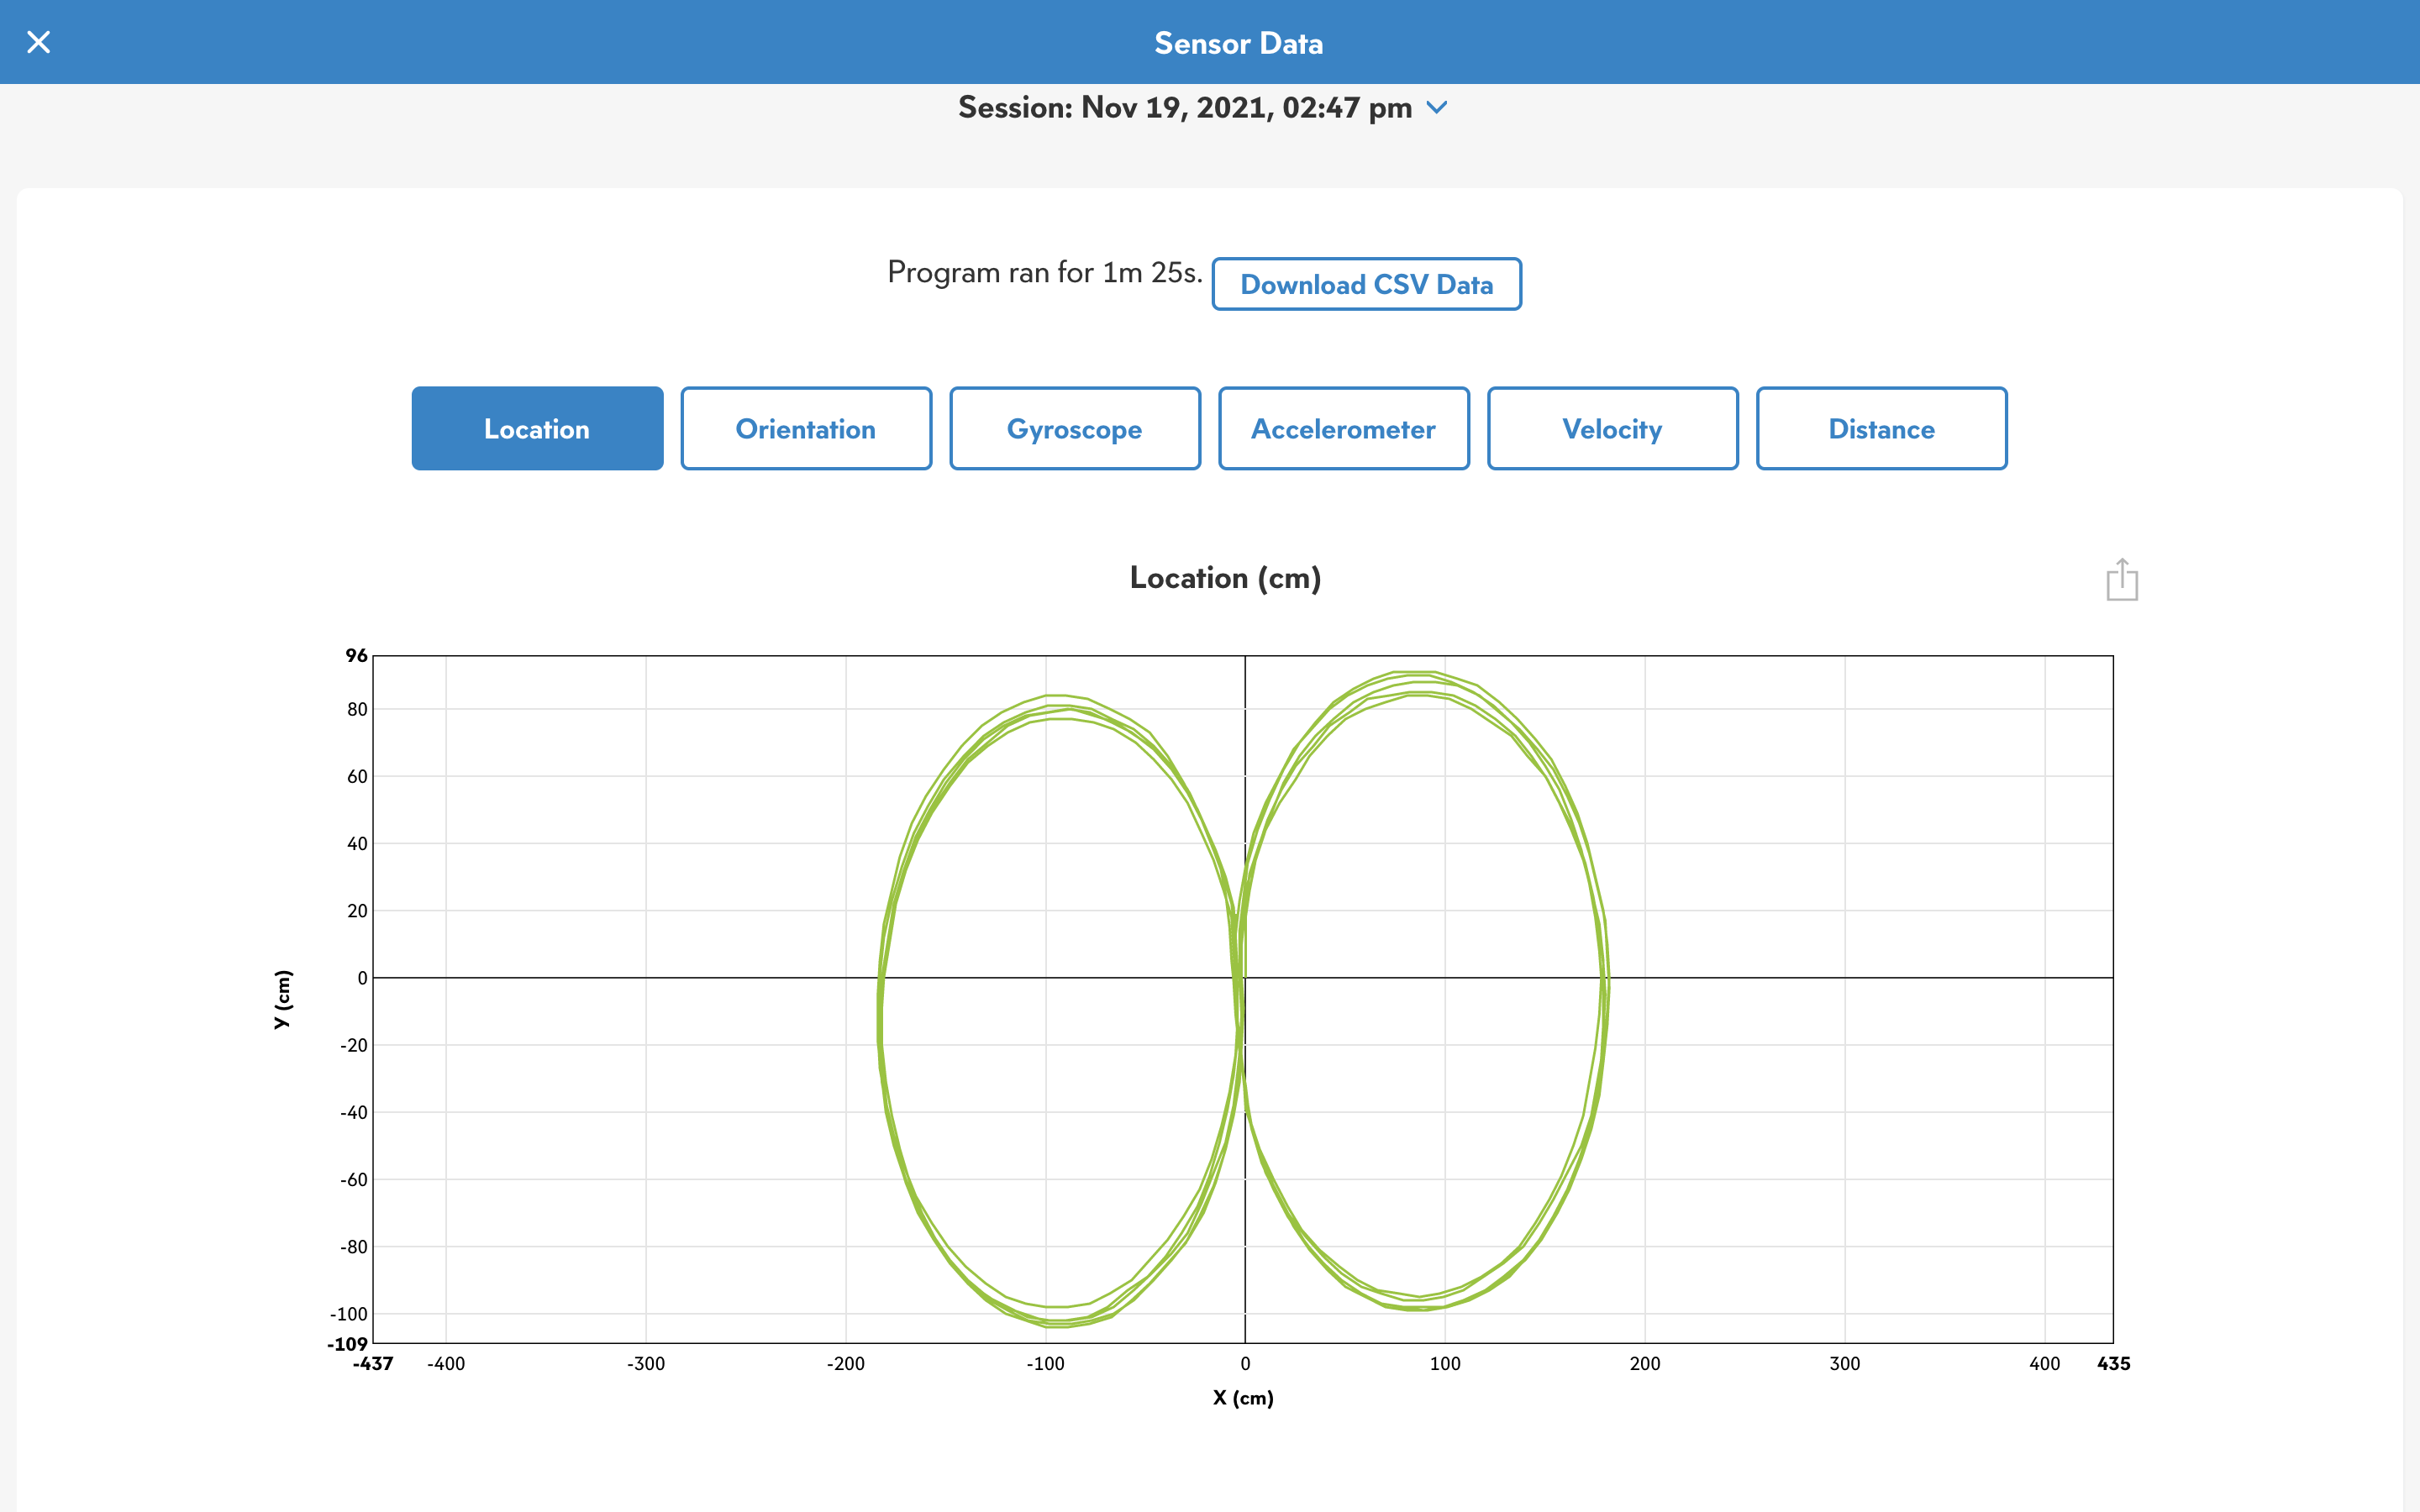 Sensor Data
Session: Nov 19, 2021, 02:47 pm
Program ran for 1m 25s. Download CSV Data
Location Orientation Gyroscope Accelerometer Velocity Distance
Location (cm)
96
80
60
40
20
0
-20
-40
-60
-80
-100
-109
y (cm)
-437 -400 -300 -200 -100 0 100 200 300 400 435
X (cm)